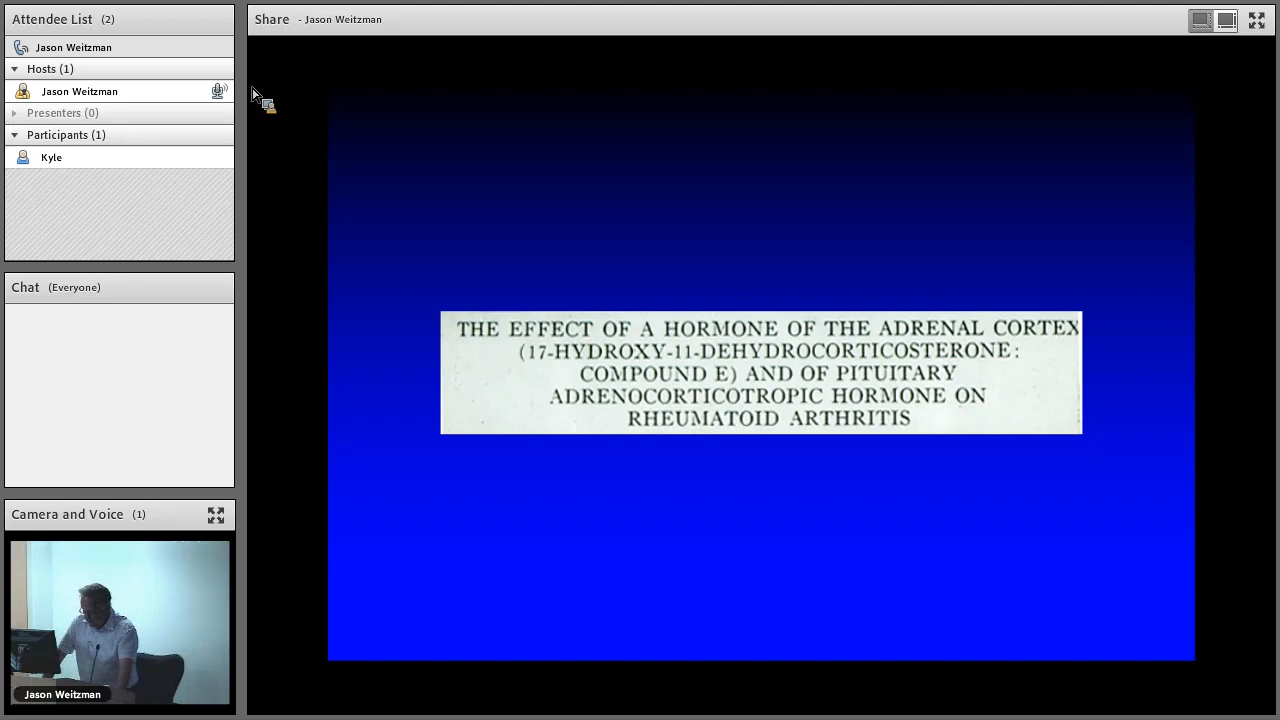 Attendee List (2)
Jason Weitzman
Hosts (1)
Jason Weitzman
Presenters (0)
Participants (1)
Kyle
Chat (Everyone)
Camera and Voice (1)
Jason Weitzman
Share - Jason Weitzman
THE EFFECT OF A HORMONE OF THE ADRENAL CORTEX
(17-HYDROXY-11-DEHYDROCORTICOSTERONE:
COMPOUND E) AND OF PITUITARY
ADRENOCORTICOTROPIC HORMONE ON
RHEUMATOID ARTHRITIS